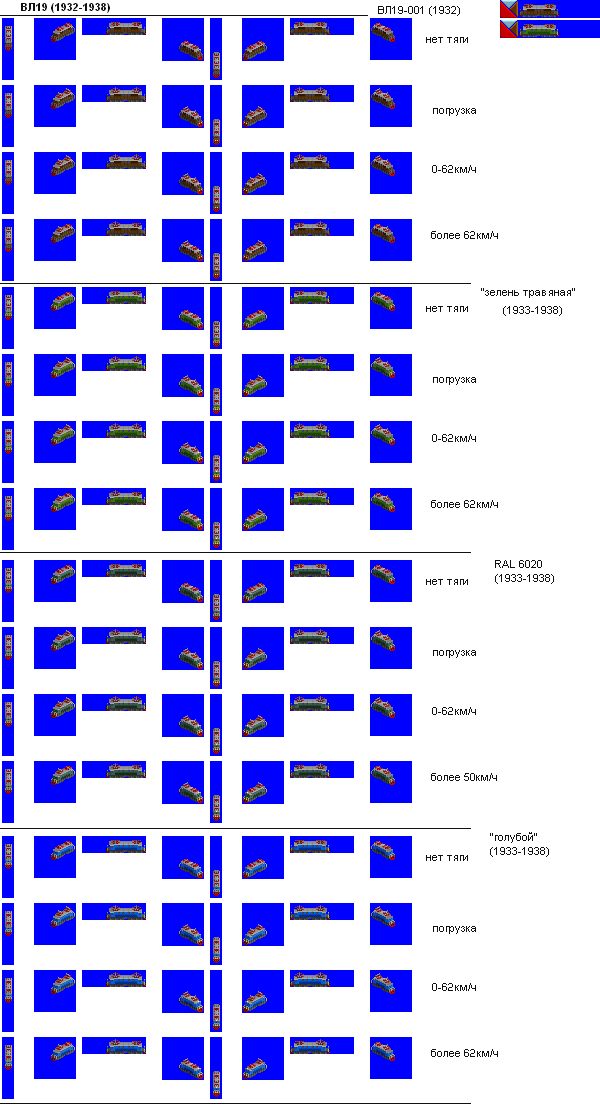 ВЛ19 (1932-1938)
ВЛ19-001 (1932)
нет тяги
погрузка
0-62км/ч
более 62км/ч
"зелень травяная"
(1933-1938)
нет тяги
погрузка
0-62км/ч
более 62км/ч
RAL 6020
(1933-1938)
нет тяги
погрузка
0-62км/ч
более 50км/ч
"голубой"
(1933-1938)
нет тяги
погрузка
0-62км/ч
более 62км/ч